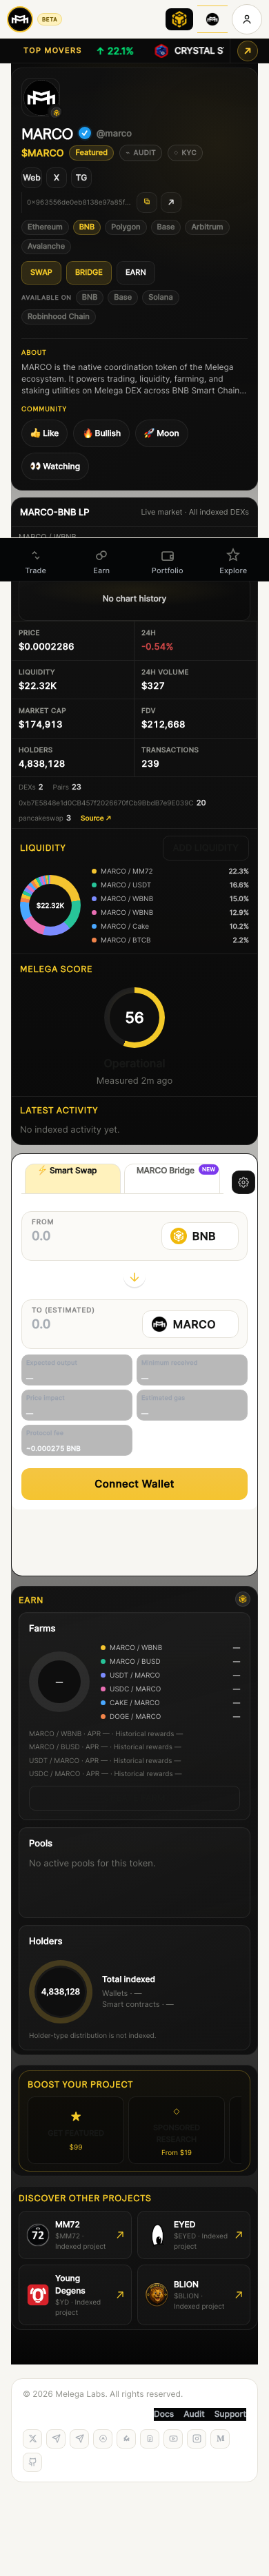 BETA
TOP MOVERS ↑ 22.1% CRYSTAL S
MARCO @marco
$MARCO Featured AUDIT KYC
Web X TG
0x963556de0eb8138e97a85f...
Ethereum BNB Polygon Base Arbitrum
Avalanche
SWAP BRIDGE EARN
AVAILABLE ON BNB Base Solana
Robinhood Chain
ABOUT
MARCO is the native coordination token of the Melega
ecosystem. It powers trading, liquidity, farming, and
staking utilities on Melega DEX across BNB Smart Chain...
COMMUNITY
👍 Like 🔥 Bullish 🚀 Moon
👀 Watching
MARCO-BNB LP Live market · All indexed DEXs
MARCO / WBNB
Trade Earn Portfolio Explore
No chart history
PRICE 24H
$0.0002286 -0.54%
LIQUIDITY 24H VOLUME
$22.32K $327
MARKET CAP FDV
$174,913 $212,668
HOLDERS TRANSACTIONS
4,838,128 239
DEXs 2 Pairs 23
0xb7E5848e1d0CB457f2026670fCb9BbdB7e9E039C 20
pancakeswap 3 Source ↗
LIQUIDITY ADD LIQUIDITY
$22.32K
MARCO / MM72 22.3%
MARCO / USDT 16.6%
MARCO / WBNB 15.0%
MARCO / WBNB 12.9%
MARCO / Cake 10.2%
MARCO / BTCB 2.2%
MELEGA SCORE
56
Operational
Measured 2m ago
LATEST ACTIVITY
No indexed activity yet.
⚡ Smart Swap MARCO Bridge NEW
FROM
0.0 BNB
TO (ESTIMATED)
0.0 MARCO
Expected output Minimum received
— —
Price impact Estimated gas
— —
Protocol fee
~0.000275 BNB
Connect Wallet
EARN
Farms
—
MARCO / WBNB —
MARCO / BUSD —
USDT / MARCO —
USDC / MARCO —
CAKE / MARCO —
DOGE / MARCO —
MARCO / WBNB · APR — · Historical rewards —
MARCO / BUSD · APR — · Historical rewards —
USDT / MARCO · APR — · Historical rewards —
USDC / MARCO · APR — · Historical rewards —
Pools
No active pools for this token.
Holders
4,838,128
Total indexed
Wallets · —
Smart contracts · —
Holder-type distribution is not indexed.
BOOST YOUR PROJECT
GET FEATURED
$99
SPONSORED
RESEARCH
From $19
DISCOVER OTHER PROJECTS
MM72
$MM72 ·
Indexed project
EYED
$EYED · Indexed
project
Young
Degens
$YD · Indexed
project
BLION
$BLION ·
Indexed project
© 2026 Melega Labs. All rights reserved.
Docs Audit Support